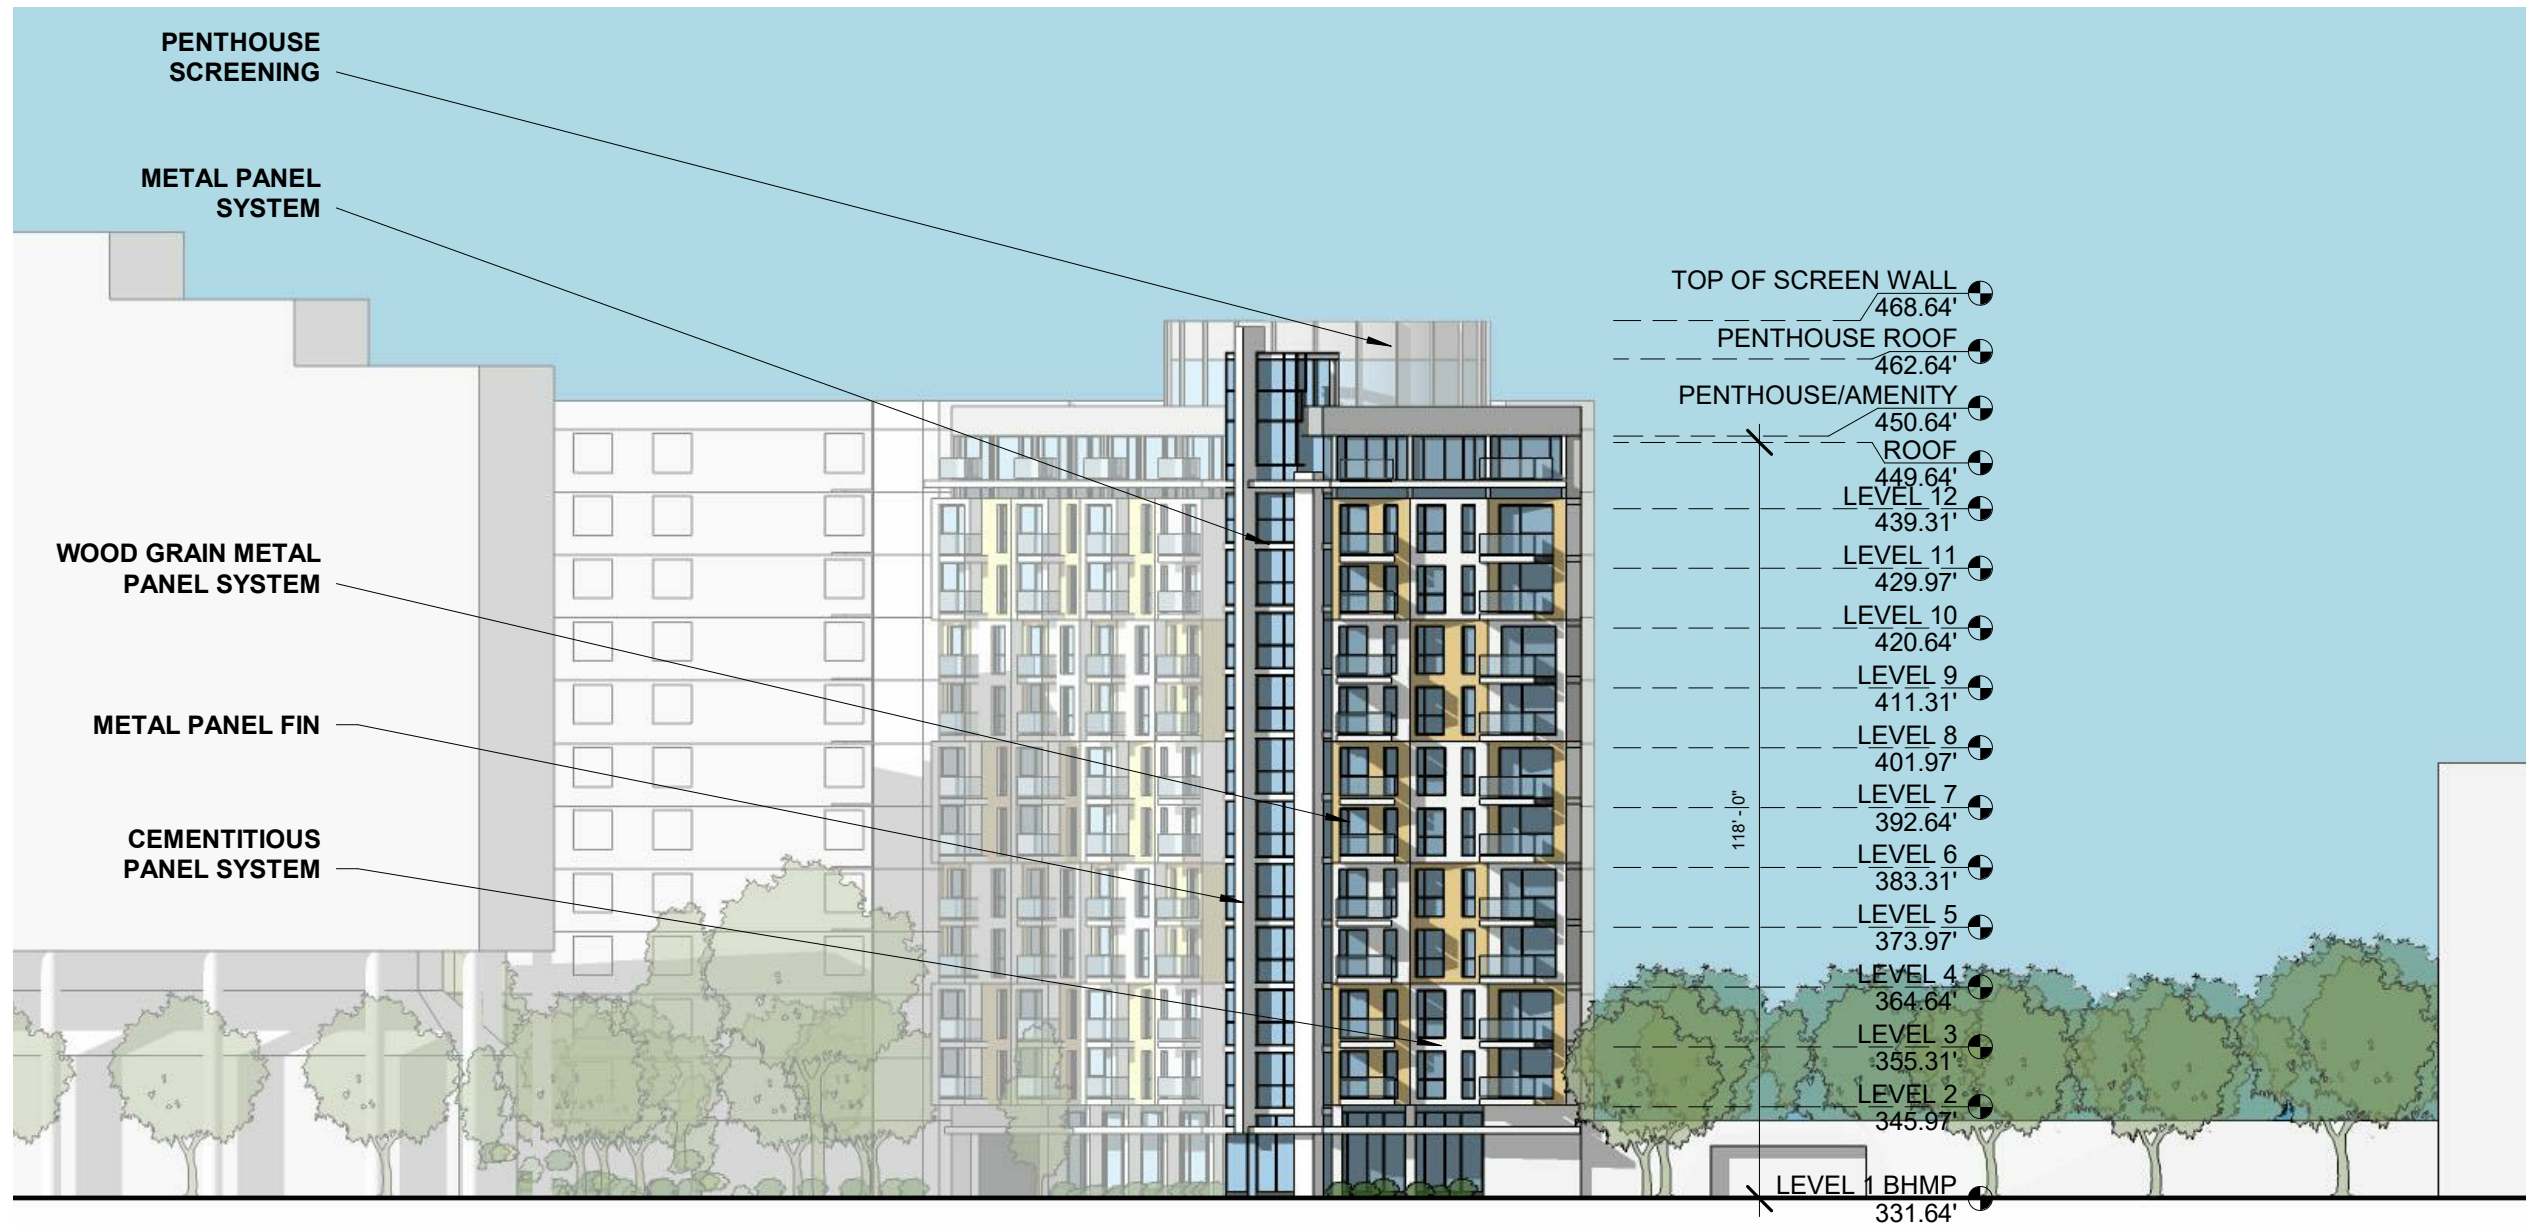 PENTHOUSE
SCREENING
METAL PANEL
SYSTEM
WOOD GRAIN METAL
PANEL SYSTEM
METAL PANEL FIN
CEMENTITIOUS
PANEL SYSTEM
TOP OF SCREEN WALL
468.64'
PENTHOUSE ROOF
462.64'
PENTHOUSE/AMENITY
450.64'
ROOF
449.64'
LEVEL 12
439.31'
LEVEL 11
429.97'
LEVEL 10
420.64'
LEVEL 9
411.31'
LEVEL 8
401.97'
LEVEL 7
392.64'
118' - 0"
LEVEL 6
383.31'
LEVEL 5
373.97'
LEVEL 4
364.64'
LEVEL 3
355.31'
LEVEL 2
345.97'
LEVEL 1 BHMP
331.64'